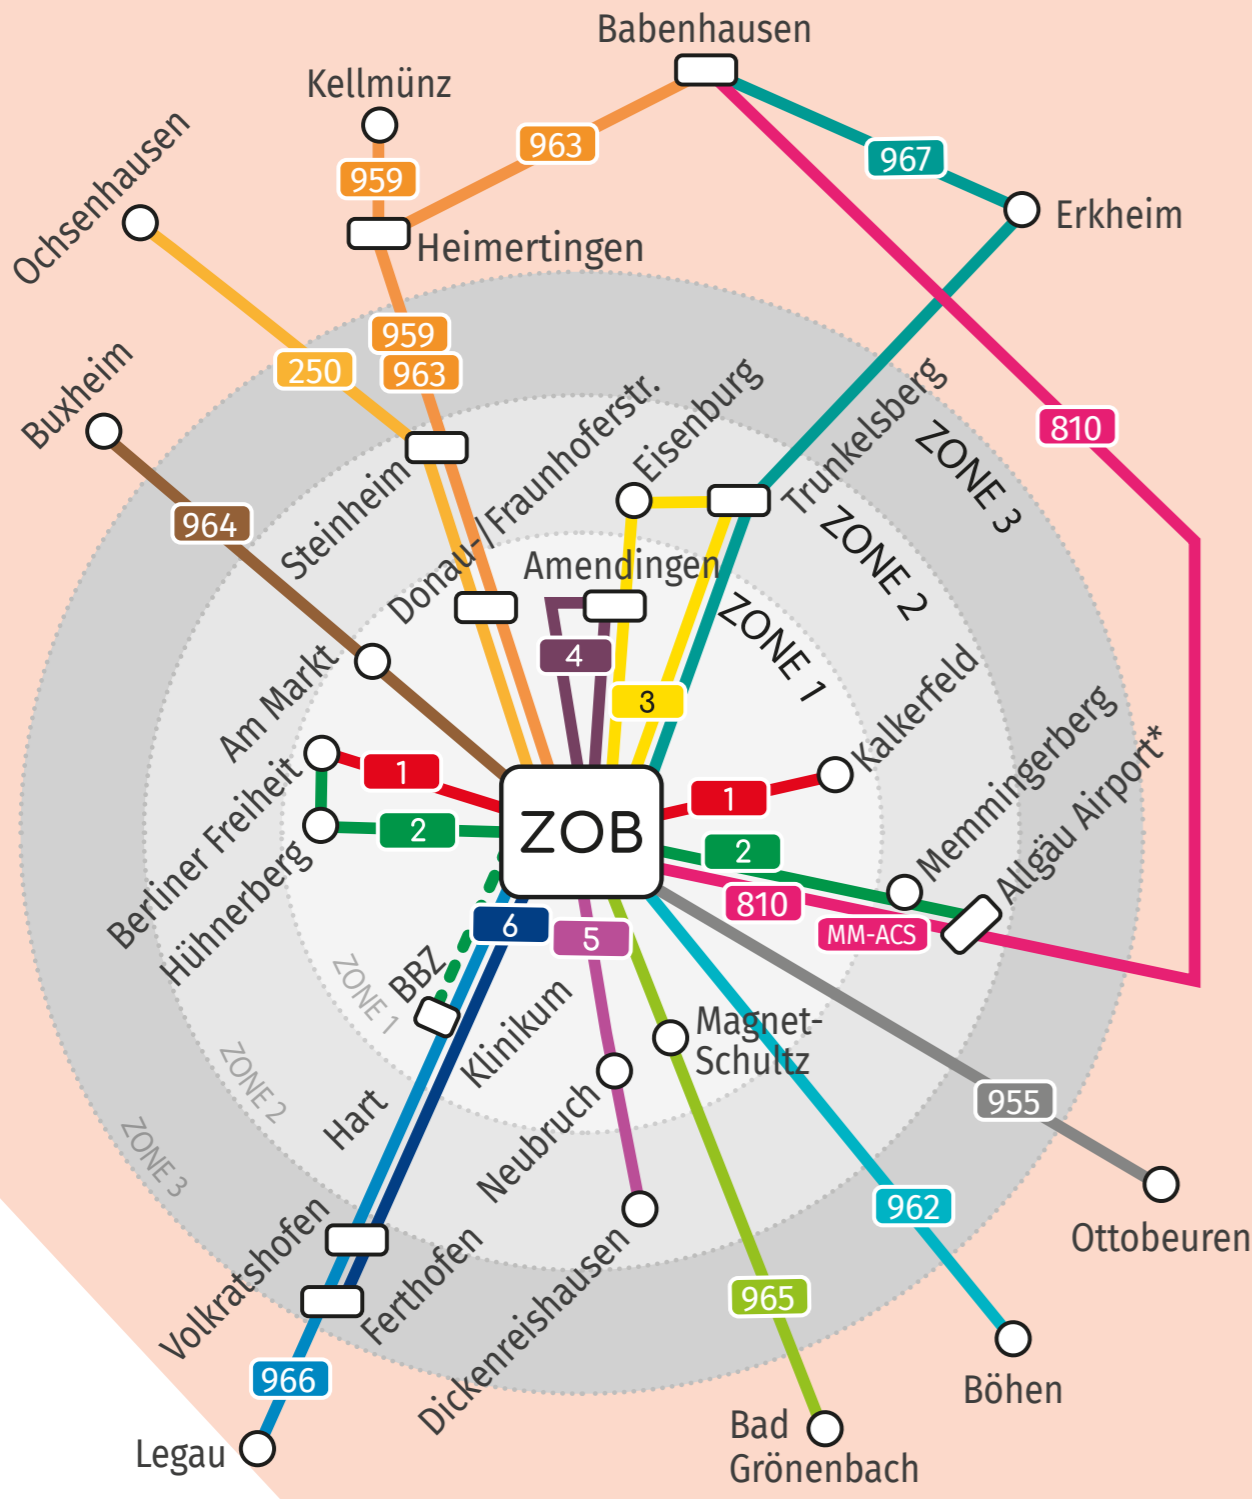 Babenhausen
Kellmünz
963
967
Ochsenhausen
959
Erkheim
Heimertingen
959
963
250
Buxheim
810
Eisenburg
Trunkelsberg
ZONE 3
964
Steinheim
Donau-/Fraunhoferstr.
ZONE 2
Amendingen
ZONE 1
4
3
Am Markt
Kalkerfeld
Berliner Freiheit
1
1
2
ZOB
2
Memmingerberg
Allgäu Airport*
Hühnerberg
810
MM-ACS
6
5
BBZ
ZONE 1
Klinikum
Magnet-
Schultz
ZONE 2
Hart
Neubruch
955
ZONE 3
962
Ottobeuren
Volkratshofen
Ferthofen
Dickenreishausen
965
966
Böhen
Legau
Bad
Grönenbach